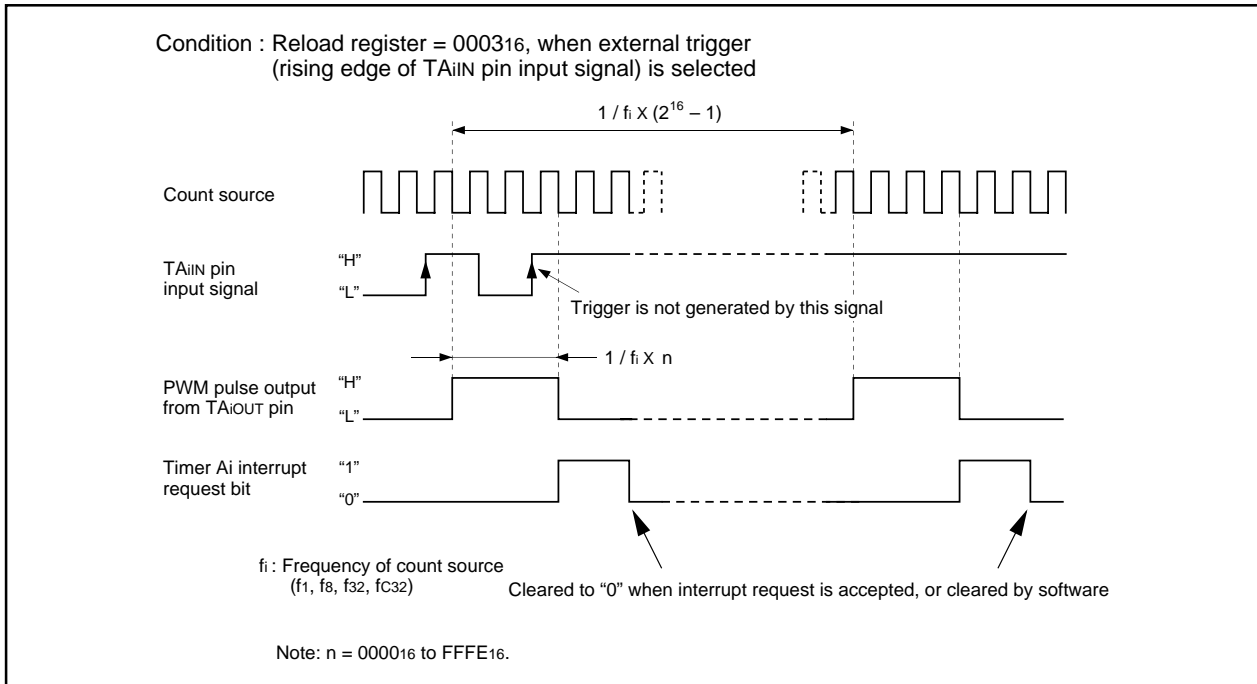 Condition : Reload register = 000316, when external trigger
(rising edge of TAiIN pin input signal) is selected
1 / fi X (2^16 – 1)
Count source
TAiIN pin
input signal
“H”
“L”
Trigger is not generated by this signal
1 / fi X n
PWM pulse output
from TAiOUT pin
“H”
“L”
Timer Ai interrupt
request bit
“1”
“0”
fi : Frequency of count source
(f1, f8, f32, fC32)
Cleared to “0” when interrupt request is accepted, or cleared by software
Note: n = 000016 to FFFE16.